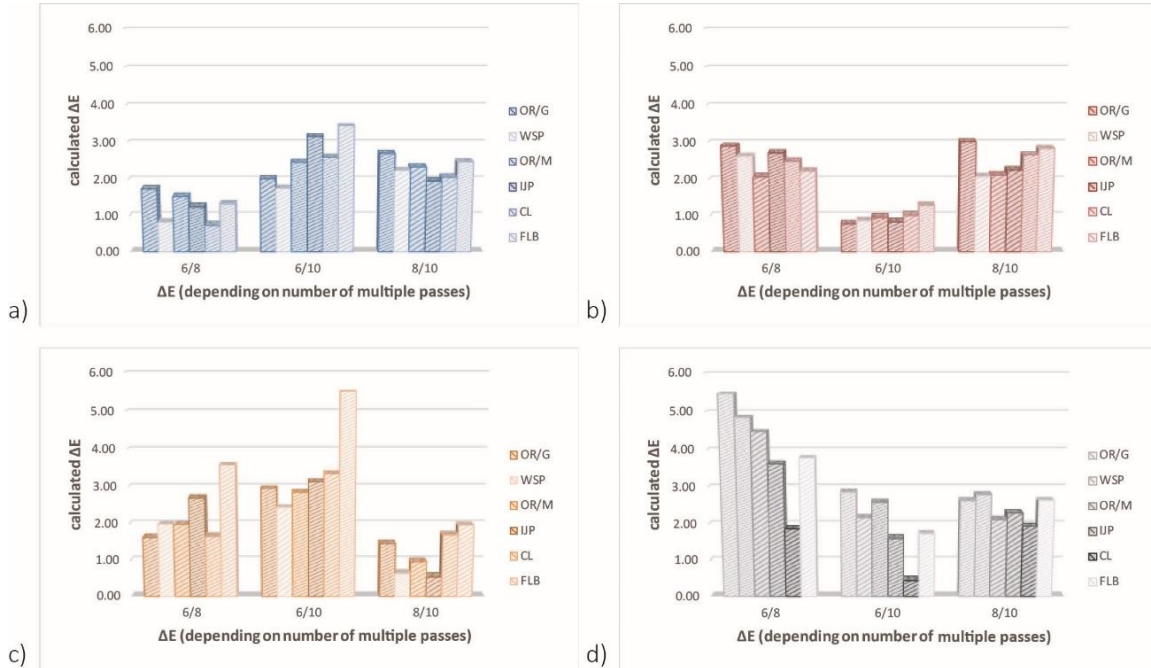 6.00
5.00
4.00
3.00
2.00
1.00
0.00
calculated ΔE
6/8
6/10
8/10
ΔE (depending on number of multiple passes)
OR/G
WSP
OR/M
IJP
CL
FLB
a)
6.00
5.00
4.00
3.00
2.00
1.00
0.00
calculated ΔE
6/8
6/10
8/10
ΔE (depending on number of multiple passes)
OR/G
WSP
OR/M
IJP
CL
FLB
b)
6.00
5.00
4.00
3.00
2.00
1.00
0.00
calculated ΔE
6/8
6/10
8/10
ΔE (depending on number of multiple passes)
OR/G
WSP
OR/M
IJP
CL
FLB
c)
6.00
5.00
4.00
3.00
2.00
1.00
0.00
calculated ΔE
6/8
6/10
8/10
ΔE (depending on number of multiple passes)
OR/G
WSP
OR/M
IJP
CL
FLB
d)